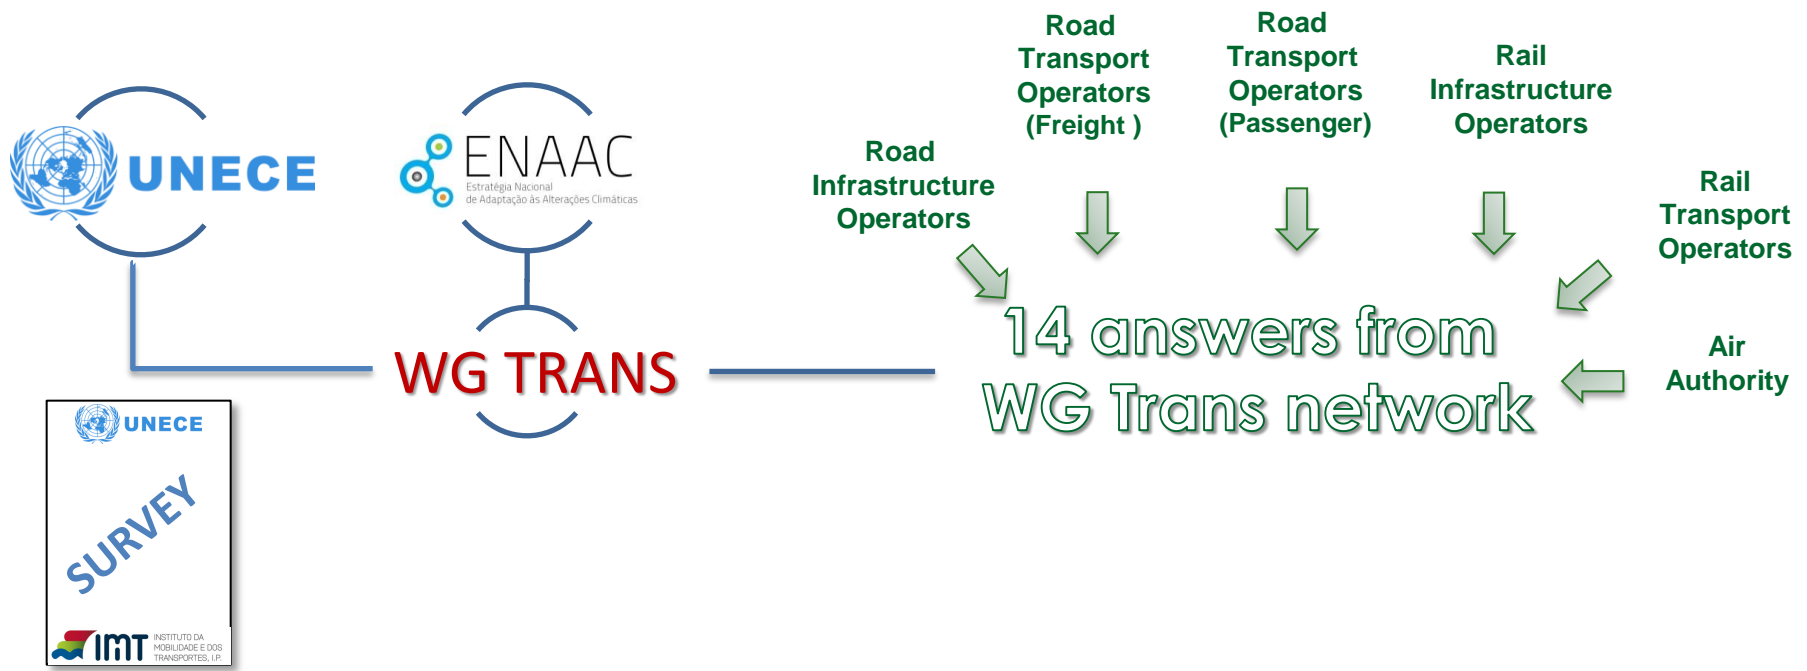 UNECE
ENAAC
Estratégia Nacional
de Adaptação às Alterações Climáticas
WG TRANS
UNECE
SURVEY
IMT
INSTITUTO DA
MOBILIDADE E DOS
TRANSPORTES, I.P.
Road
Infrastructure
Operators
Road
Transport
Operators
(Freight )
Road
Transport
Operators
(Passenger)
Rail
Infrastructure
Operators
Rail
Transport
Operators
Air
Authority
14 answers from
WG Trans network